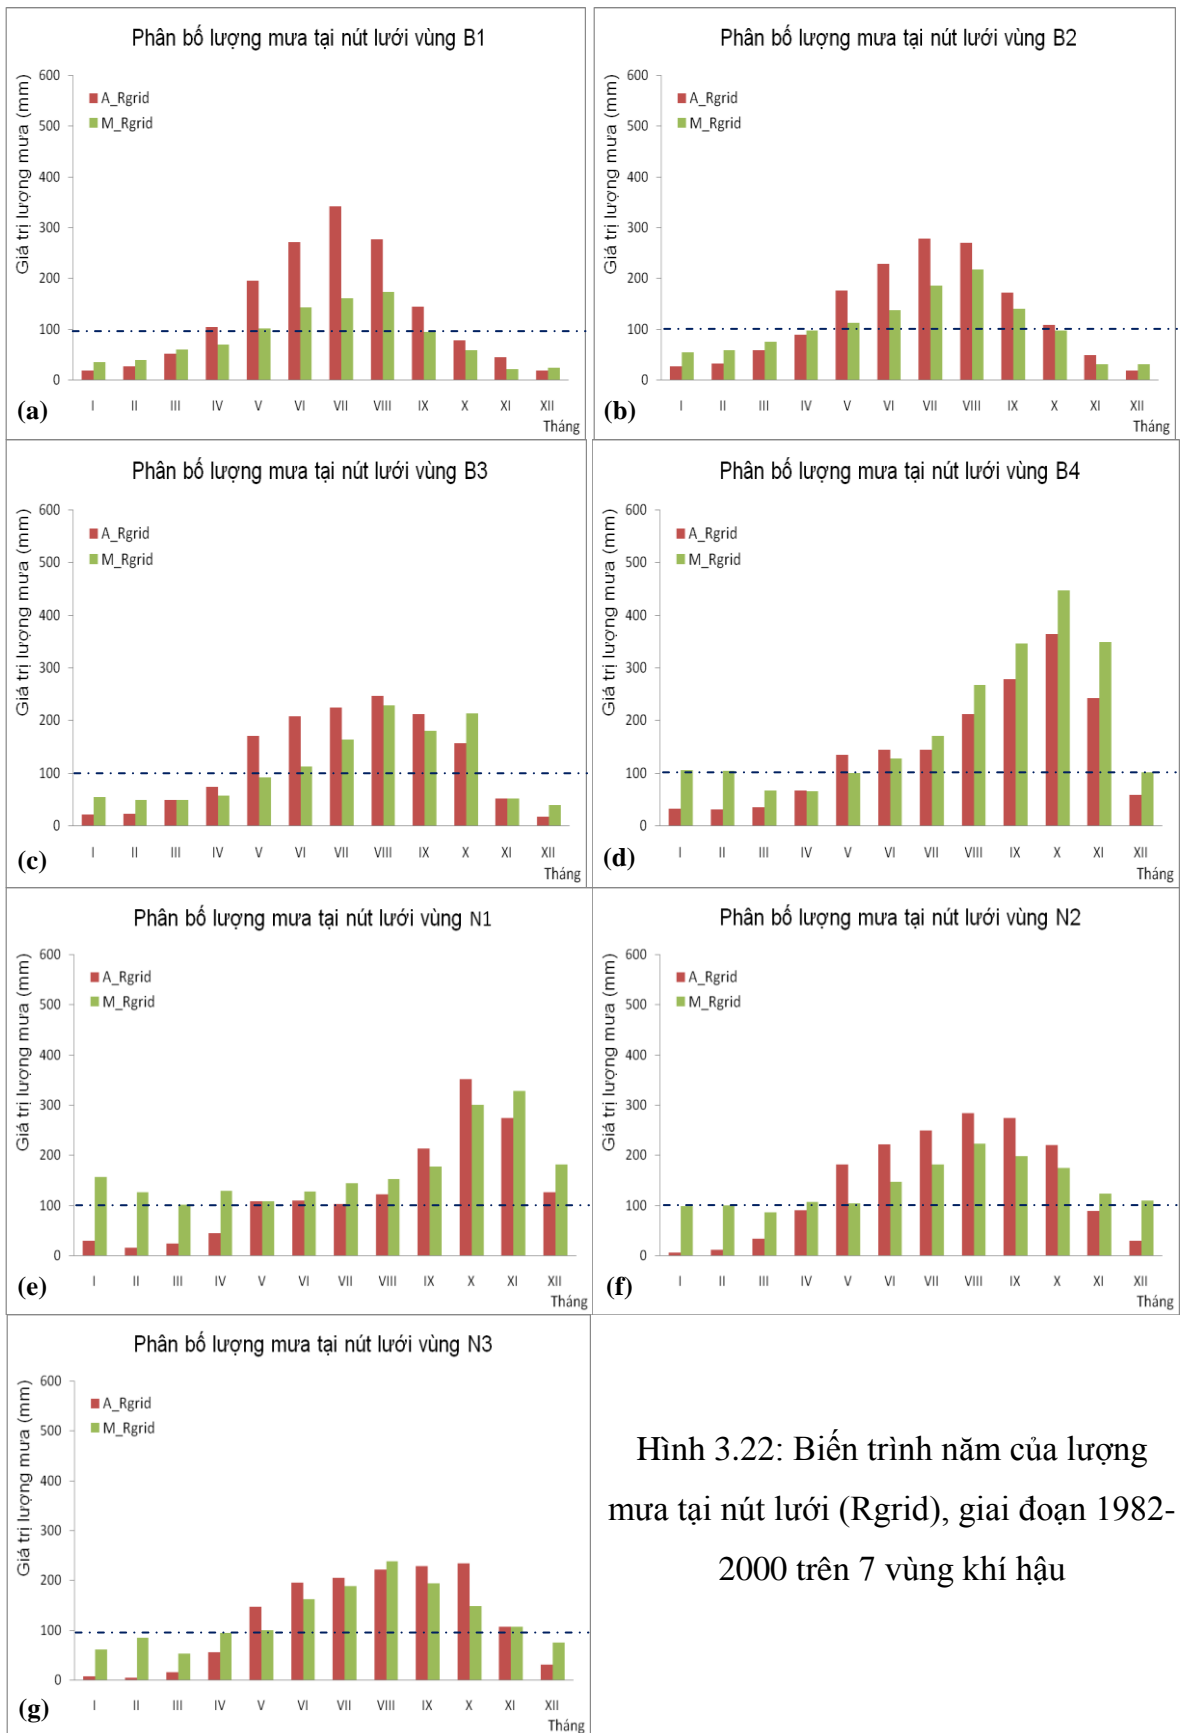 Phân bố lượng mưa tại nút lưới vùng B1
Giá trị lượng mưa (mm)
600
500
400
300
200
100
0
A_Rgrid
M_Rgrid
I II III IV V VI VII VIII IX X XI XII
Tháng
(a)
Phân bố lượng mưa tại nút lưới vùng B2
Giá trị lượng mưa (mm)
600
500
400
300
200
100
0
A_Rgrid
M_Rgrid
I II III IV V VI VII VIII IX X XI XII
Tháng
(b)
Phân bố lượng mưa tại nút lưới vùng B3
Giá trị lượng mưa (mm)
600
500
400
300
200
100
0
A_Rgrid
M_Rgrid
I II III IV V VI VII VIII IX X XI XII
Tháng
(c)
Phân bố lượng mưa tại nút lưới vùng B4
Giá trị lượng mưa (mm)
600
500
400
300
200
100
0
A_Rgrid
M_Rgrid
I II III IV V VI VII VIII IX X XI XII
Tháng
(d)
Phân bố lượng mưa tại nút lưới vùng N1
Giá trị lượng mưa (mm)
600
500
400
300
200
100
0
A_Rgrid
M_Rgrid
I II III IV V VI VII VIII IX X XI XII
Tháng
(e)
Phân bố lượng mưa tại nút lưới vùng N2
Giá trị lượng mưa (mm)
600
500
400
300
200
100
0
A_Rgrid
M_Rgrid
I II III IV V VI VII VIII IX X XI XII
Tháng
(f)
Phân bố lượng mưa tại nút lưới vùng N3
Giá trị lượng mưa (mm)
600
500
400
300
200
100
0
A_Rgrid
M_Rgrid
I II III IV V VI VII VIII IX X XI XII
Tháng
(g)
Hình 3.22: Biến trình năm của lượng
mưa tại nút lưới (Rgrid), giai đoạn 1982-
2000 trên 7 vùng khí hậu